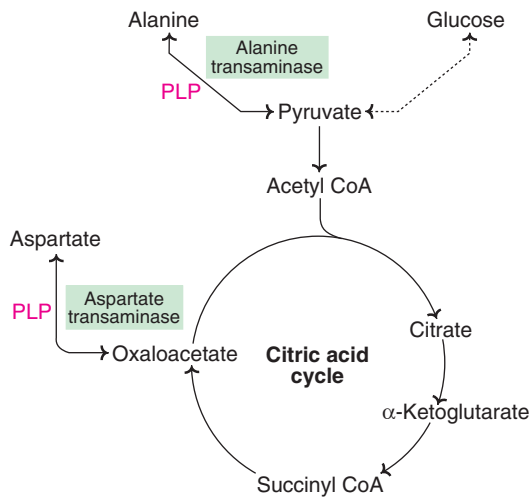 Alanine
Glucose
Alanine
transaminase
PLP
Pyruvate
Acetyl CoA
Aspartate
Aspartate
transaminase
PLP
Oxaloacetate
Citric acid
cycle
Citrate
α-Ketoglutarate
Succinyl CoA